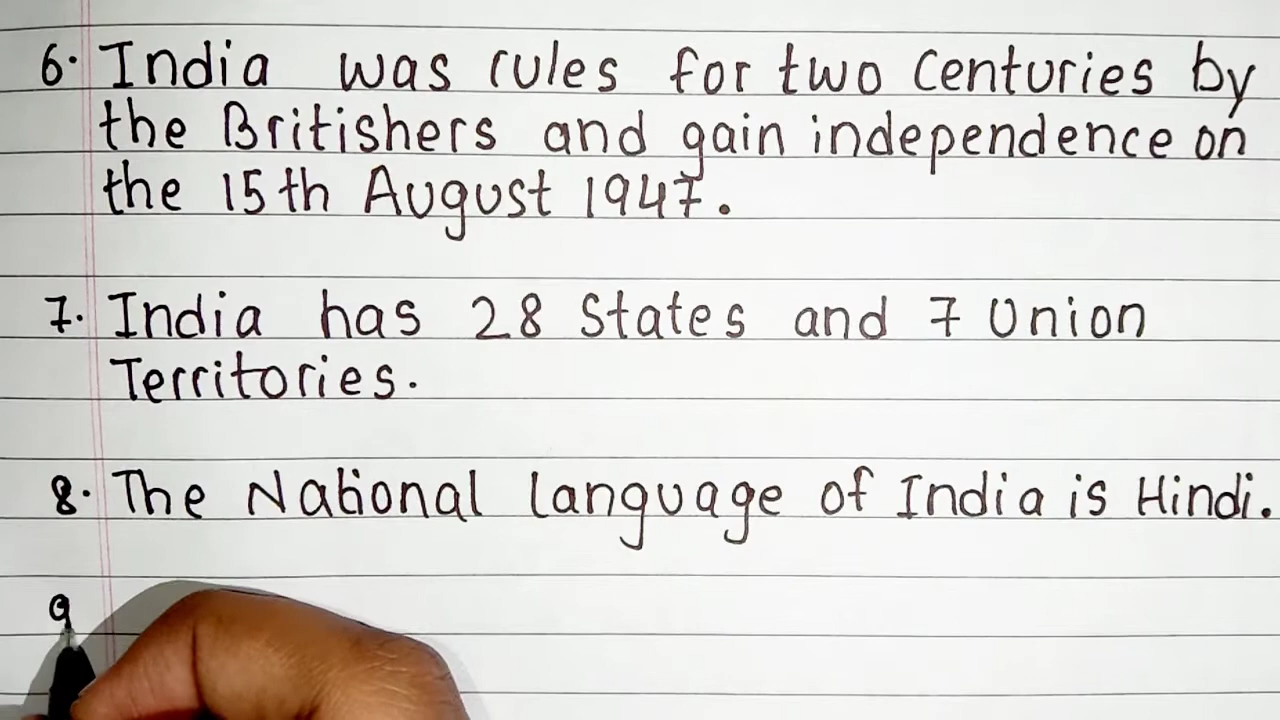 6. India was rules for two Centuries by
the Britishers and gain independence on
the 15th August 1947.
7. India has 28 States and 7 Union
Territories.
8. The National language of India is Hindi.
9